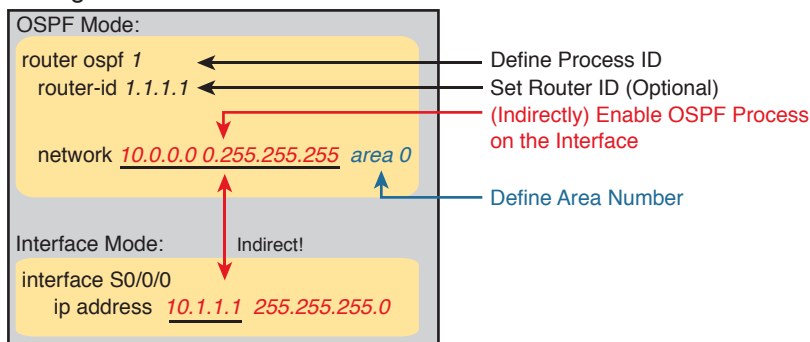 OSPF Mode:
router ospf 1
Define Process ID
router-id 1.1.1.1
Set Router ID (Optional)
(Indirectly) Enable OSPF Process
on the Interface
network 10.0.0.0 0.255.255.255 area 0
Define Area Number
Interface Mode:
Indirect!
interface S0/0/0
ip address 10.1.1.1 255.255.255.0